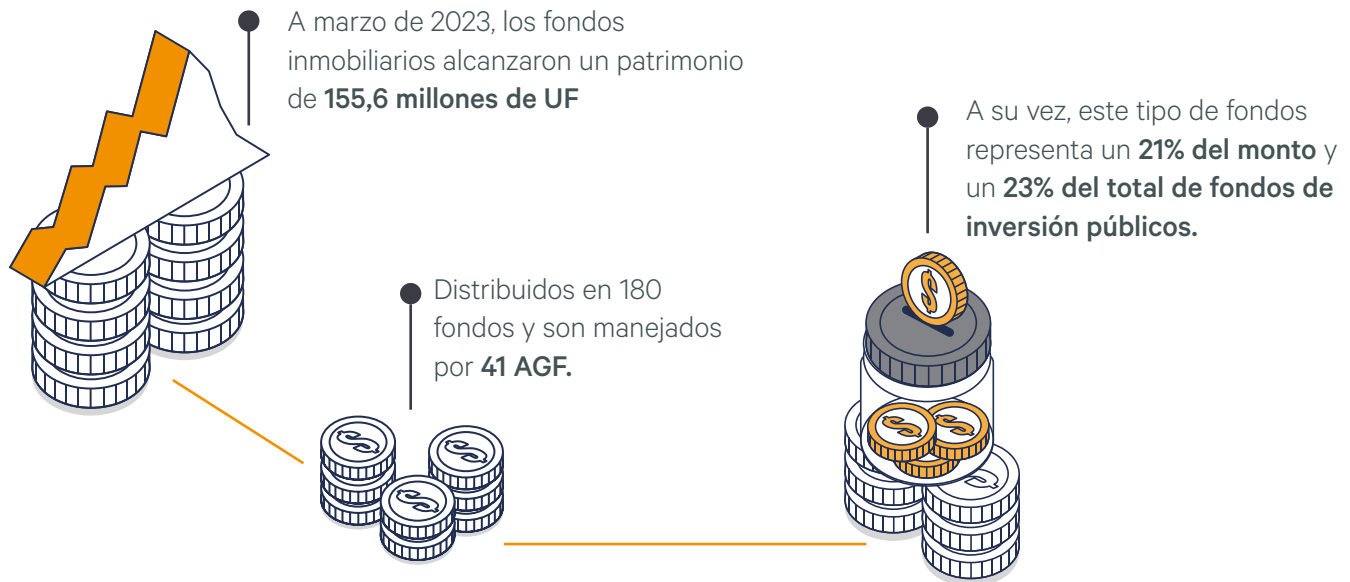 A marzo de 2023, los fondos
inmobiliarios alcanzaron un patrimonio
de 155,6 millones de UF
Distribuidos en 180
fondos y son manejados
por 41 AGF.
A su vez, este tipo de fondos
representa un 21% del monto y
un 23% del total de fondos de
inversión públicos.